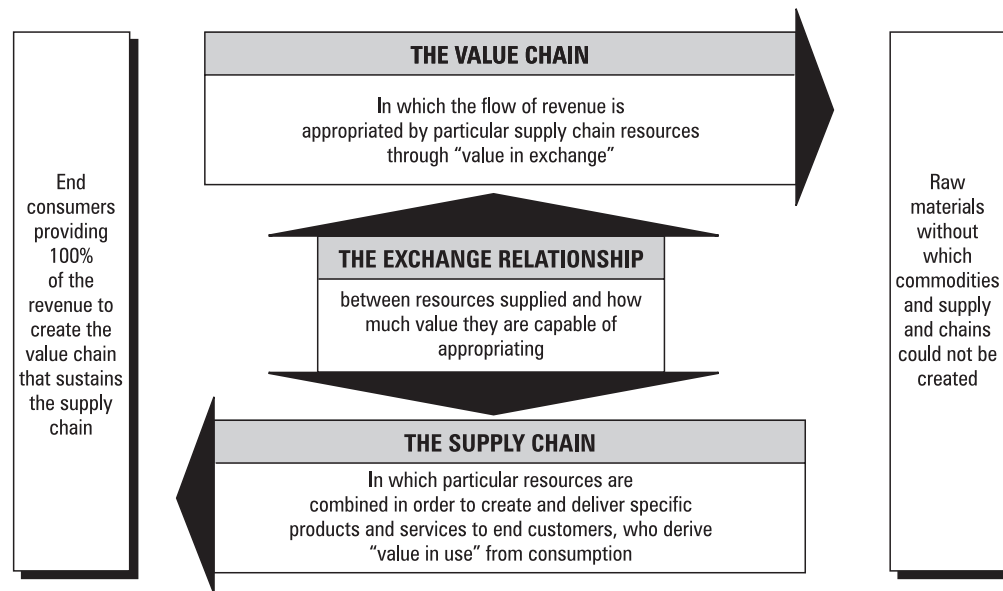 End
consumers
providing
100%
of the
revenue to
create the
value chain
that sustains
the supply
chain
THE VALUE CHAIN
In which the flow of revenue is
appropriated by particular supply chain resources
through “value in exchange”
THE EXCHANGE RELATIONSHIP
between resources supplied and how
much value they are capable of
appropriating
THE SUPPLY CHAIN
In which particular resources are
combined in order to create and deliver specific
products and services to end customers, who derive
“value in use” from consumption
Raw
materials
without
which
commodities
and supply
and chains
could not be
created